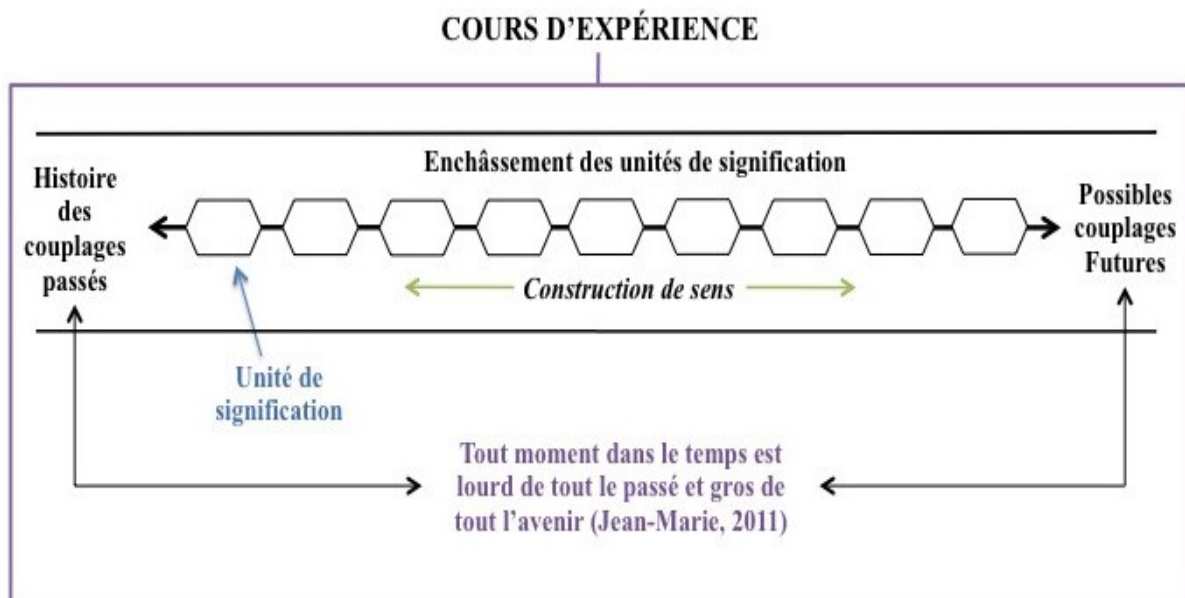 COURS D’EXPÉRIENCE
Enchâssement des unités de signification
Histoire
des
couplages
passés
Possibles
couplages
Futures
Construction de sens
Unité de
signification
Tout moment dans le temps est
lourd de tout le passé et gros de
tout l’avenir (Jean-Marie, 2011)